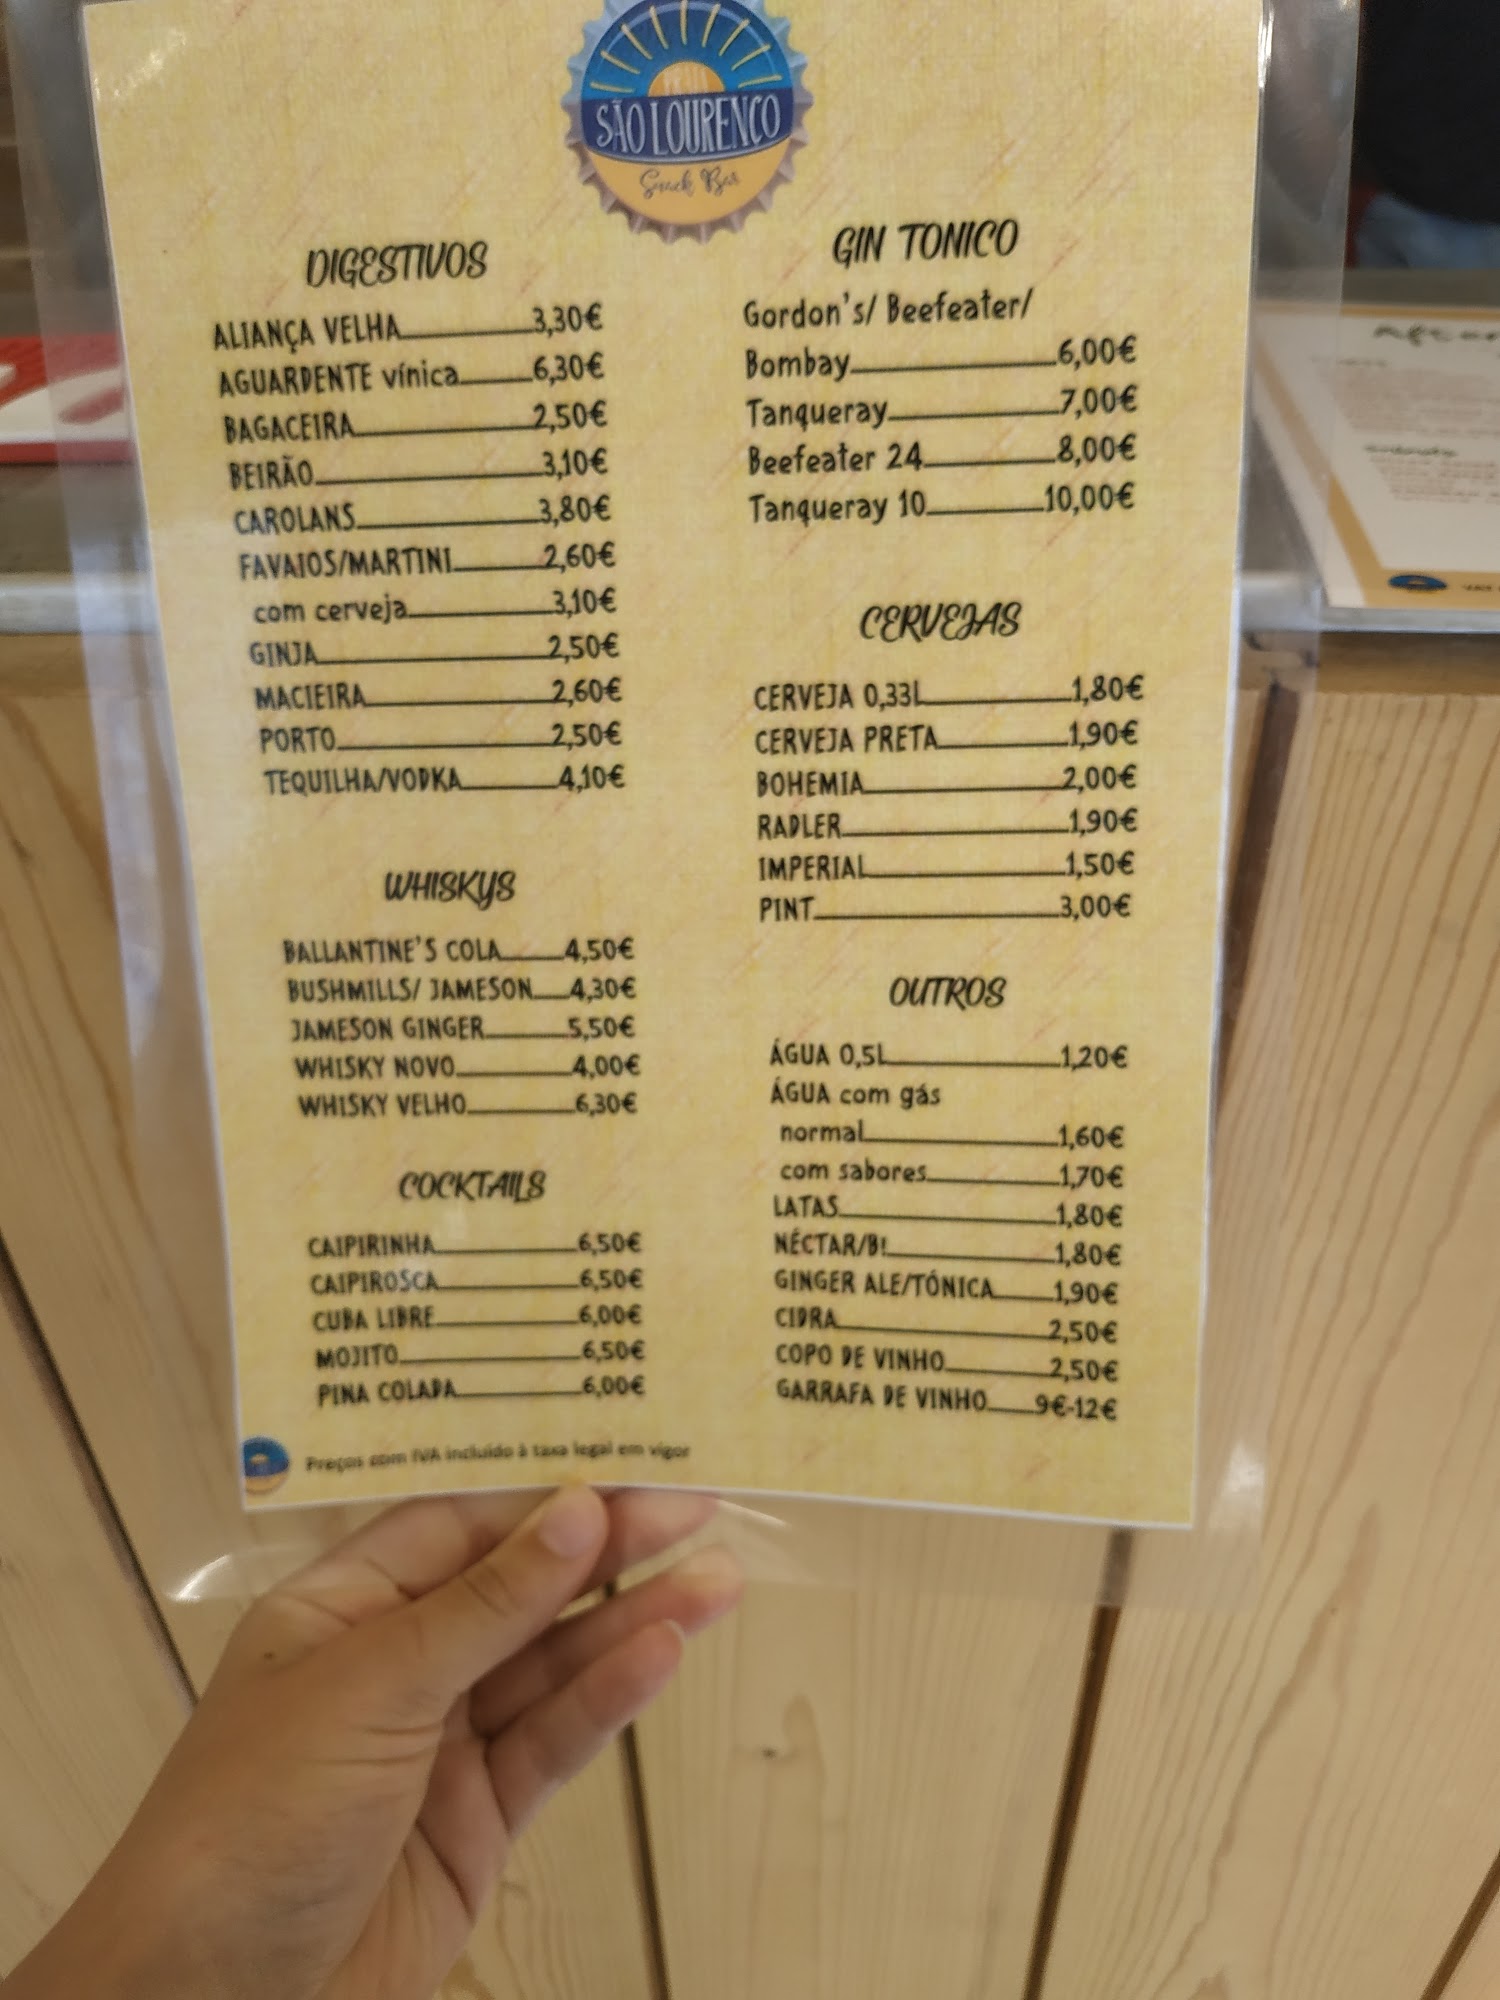 SÃO LOURENÇO
Snack Bar
DIGESTIVOS
ALIANÇA VELHA 3,30€
AGUARDENTE vínica 6,30€
BAGACEIRA 2,50€
BEIRÃO 3,10€
CAROLANS 3,80€
FAVAIOS/MARTINI 2,60€
com cerveja 3,10€
GINJA 2,50€
MACIEIRA 2,60€
PORTO 2,50€
TEQUILHA/VODKA 4,10€
WHISKYS
BALLANTINE'S COLA 4,50€
BUSHMILLS/ JAMESON 4,30€
JAMESON GINGER 5,50€
WHISKY NOVO 4,00€
WHISKY VELHO 6,30€
COCKTAILS
CAIPIRINHA 6,50€
CAIPIROSCA 6,50€
CUBA LIBRE 6,00€
MOJITO 6,50€
PINA COLADA 6,00€
GIN TONICO
Gordon's/ Beefeater/
Bombay 6,00€
Tanqueray 7,00€
Beefeater 24 8,00€
Tanqueray 10 10,00€
CERVEJAS
CERVEJA 0,33L 1,80€
CERVEJA PRETA 1,90€
BOHEMIA 2,00€
RADLER 1,90€
IMPERIAL 1,50€
PINT 3,00€
OUTROS
ÁGUA 0,5L 1,20€
ÁGUA com gás
normal 1,60€
com sabores 1,70€
LATAS 1,80€
NÉCTAR/B! 1,80€
GINGER ALE/TÓNICA 1,90€
CIDRA 2,50€
COPO DE VINHO 2,50€
GARRAFA DE VINHO 9€-12€
Preços com IVA incluído à taxa legal em vigor